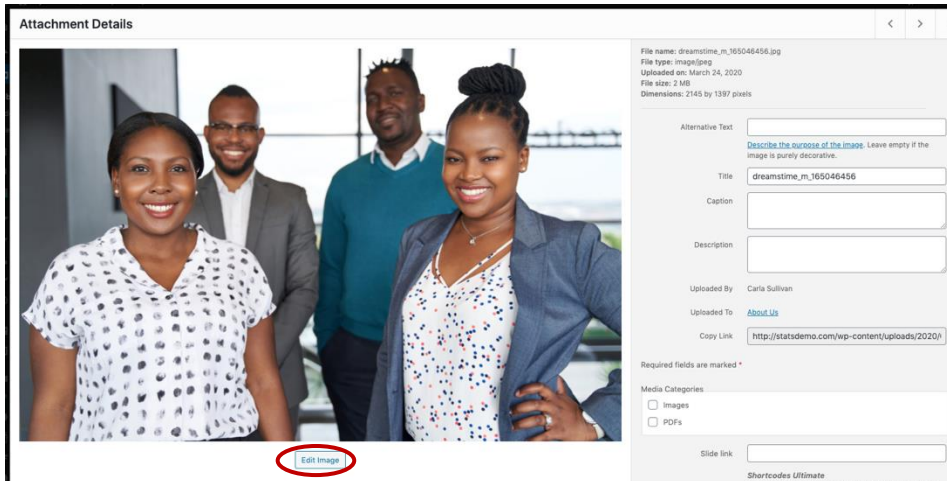 Attachment Details
File name: dreamstime_m_165046456.jpg
File type: image/jpeg
Uploaded on: March 24, 2020
File size: 2 MB
Dimensions: 2145 by 1397 pixels
Alternative Text
Describe the purpose of the image. Leave empty if the
image is purely decorative.
Title dreamstime_m_165046456
Caption
Description
Uploaded By Carla Sullivan
Uploaded To About Us
Copy Link http://statsdemo.com/wp-content/uploads/2020/
Required fields are marked *
Media Categories
Images
PDFs
Edit Image
Slide link
Shortcodes Ultimate